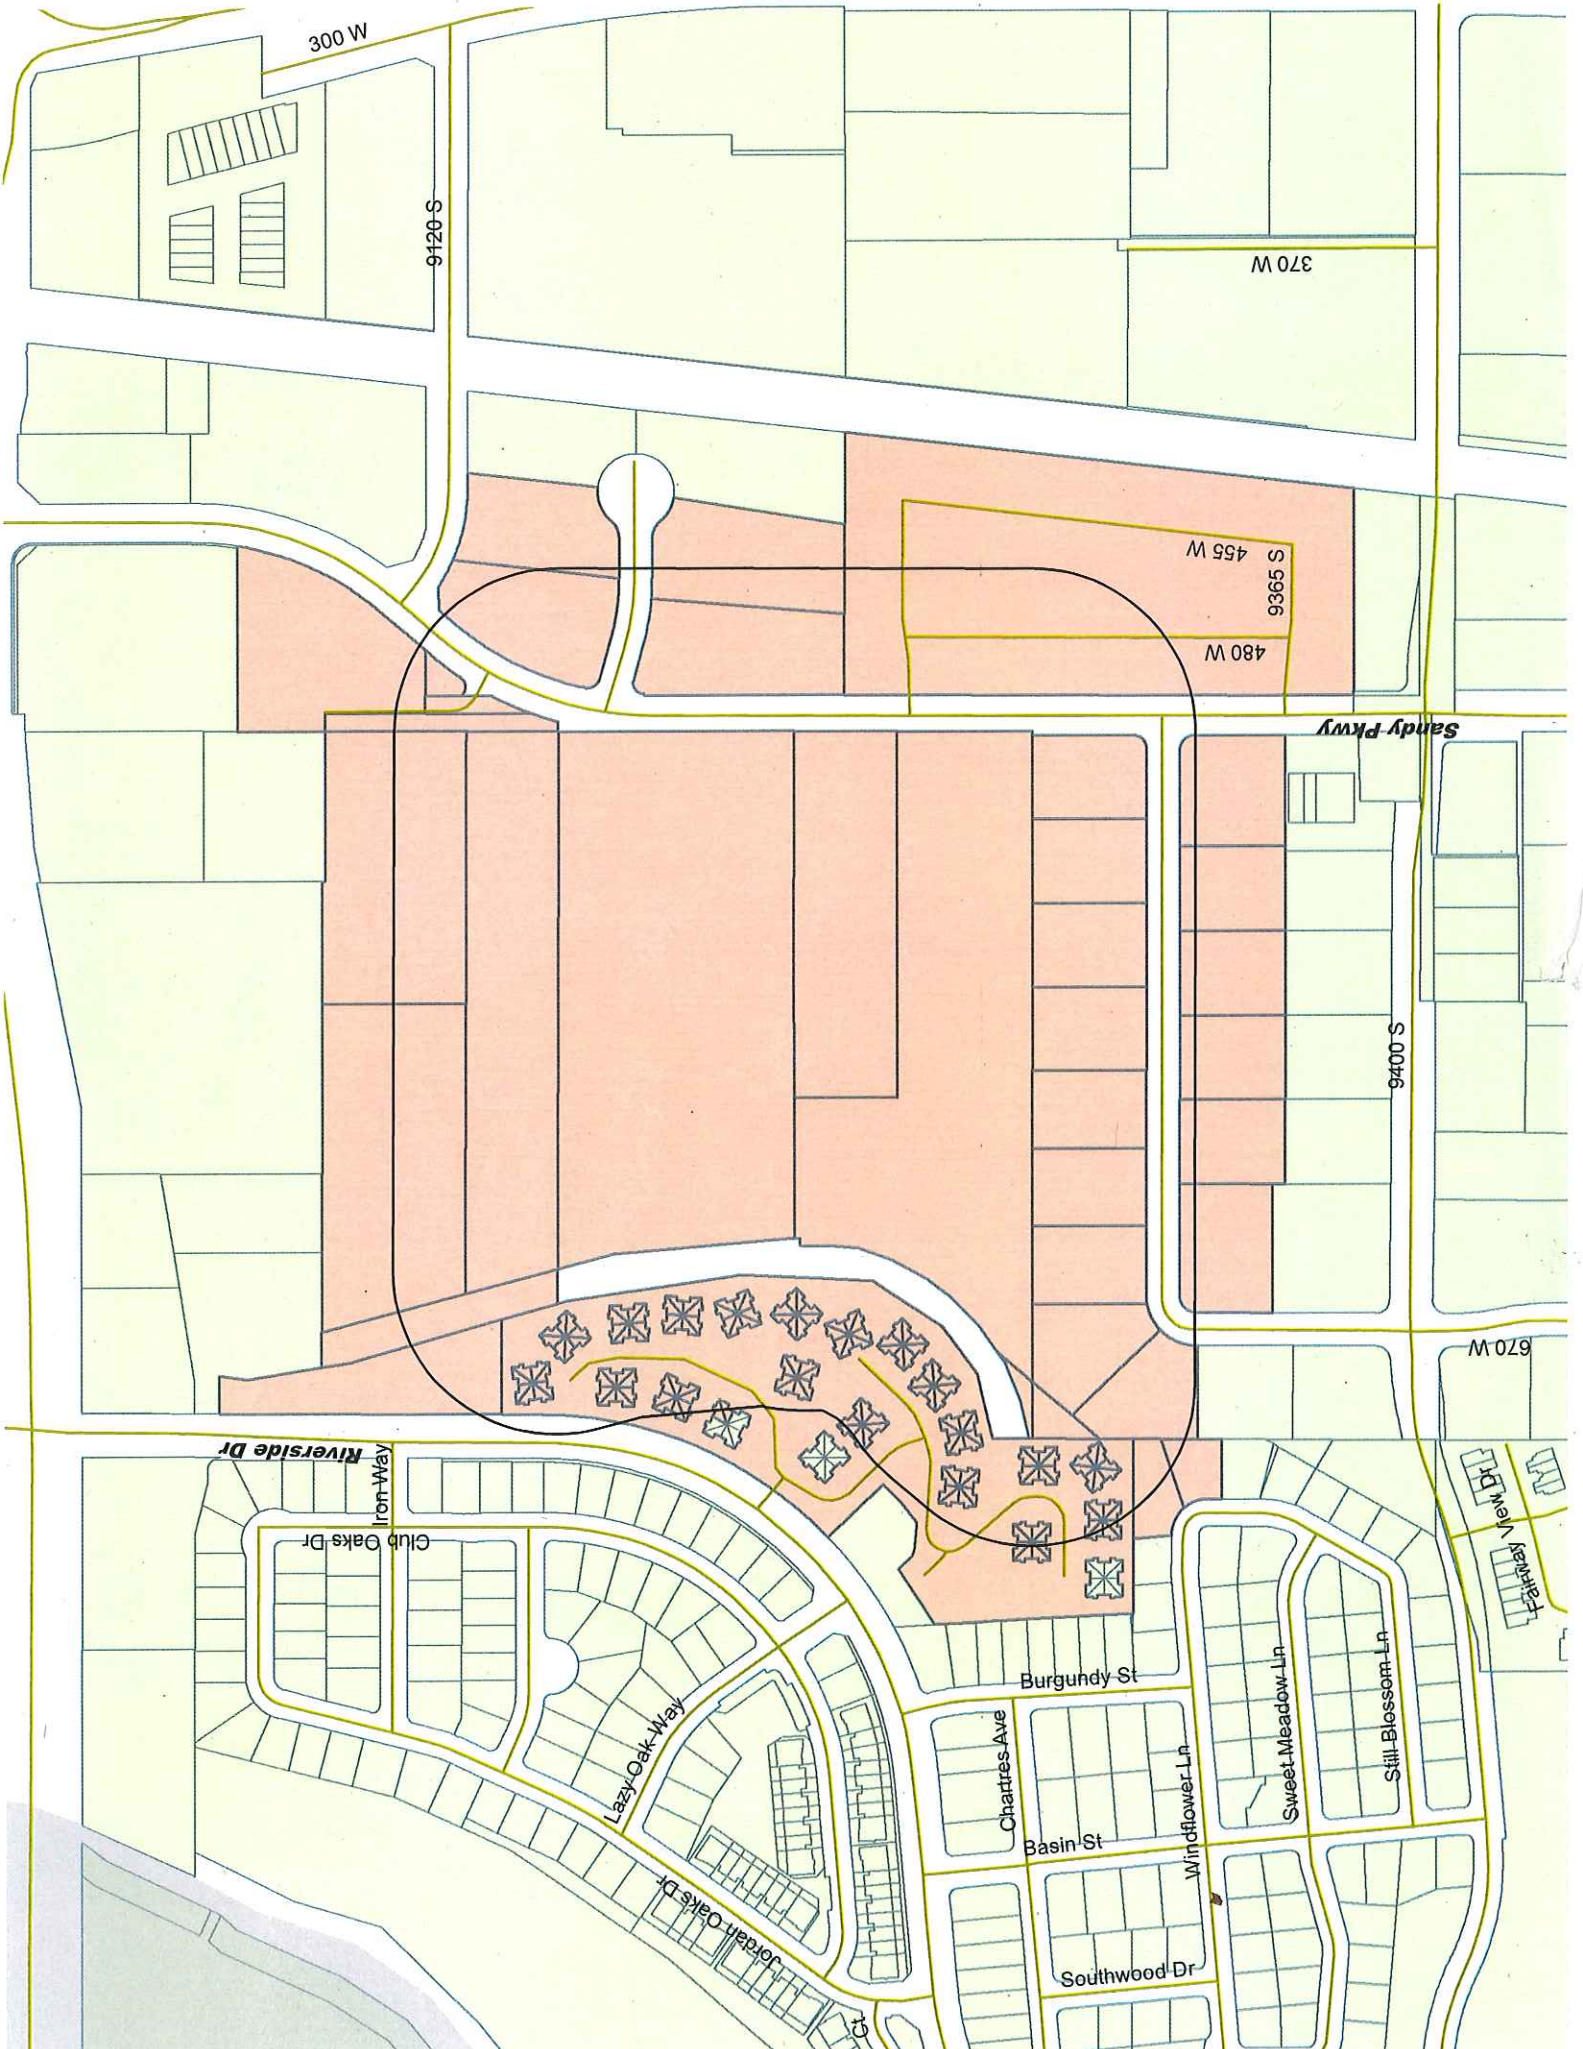 300 W
9120 S
370 W
455 W
9365 S
480 W
Sandy Pkwy
9400 S
670 W
Riverside Dr
Iron Way
Club Oaks Dr
Fairway View Dr
Burgundy St
Lazy Oak Way
Chartres Ave
Windflower Ln
Sweet Meadow Ln
Still Blossom Ln
Basin St
Jordan Oaks Dr
Southwood Dr
Ct